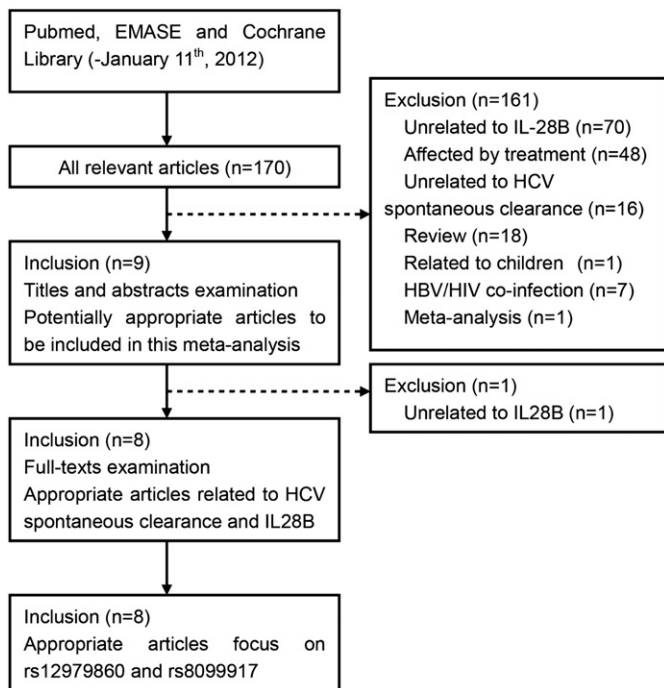 Pubmed, EMASE and Cochrane
Library (-January 11th, 2012)
All relevant articles (n=170)
Exclusion (n=161)
Unrelated to IL-28B (n=70)
Affected by treatment (n=48)
Unrelated to HCV
spontaneous clearance (n=16)
Review (n=18)
Related to children (n=1)
HBV/HIV co-infection (n=7)
Meta-analysis (n=1)
Inclusion (n=9)
Titles and abstracts examination
Potentially appropriate articles to
be included in this meta-analysis
Exclusion (n=1)
Unrelated to IL28B (n=1)
Inclusion (n=8)
Full-texts examination
Appropriate articles related to HCV
spontaneous clearance and IL28B
Inclusion (n=8)
Appropriate articles focus on
rs12979860 and rs8099917